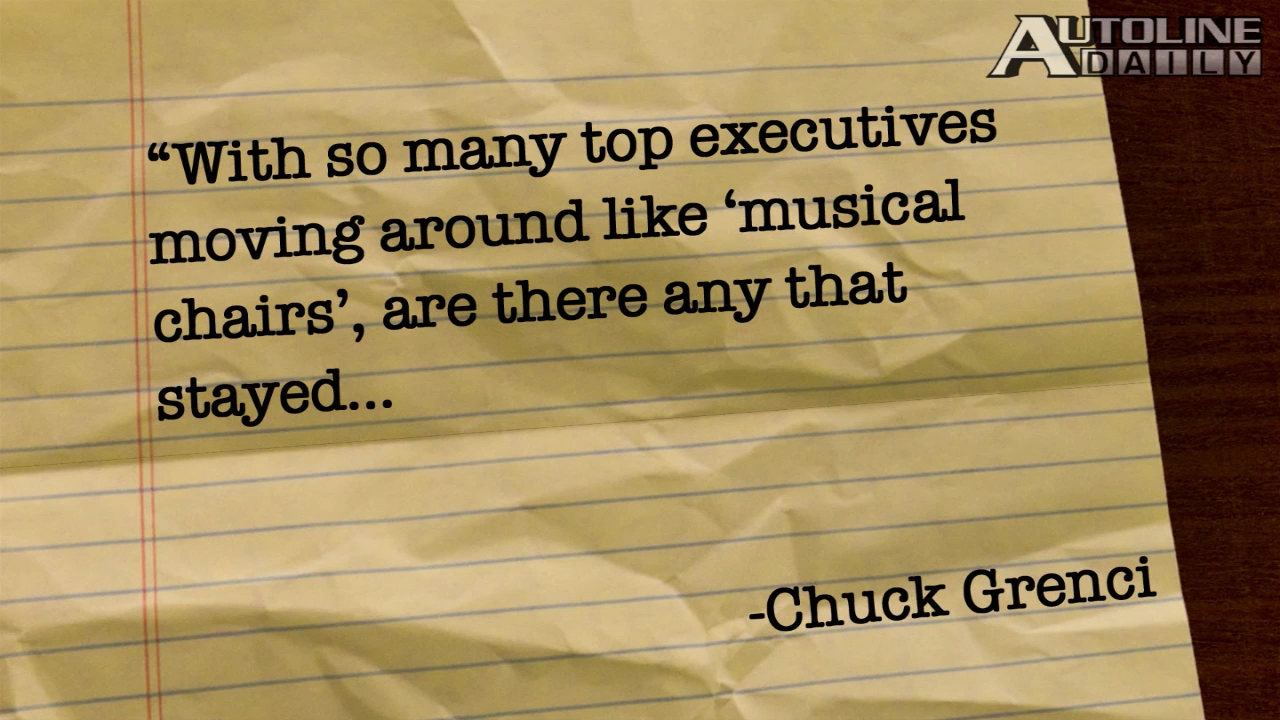 AUTOLINE
DAILY
“With so many top executives
moving around like ‘musical
chairs’, are there any that
stayed...
-Chuck Grenci